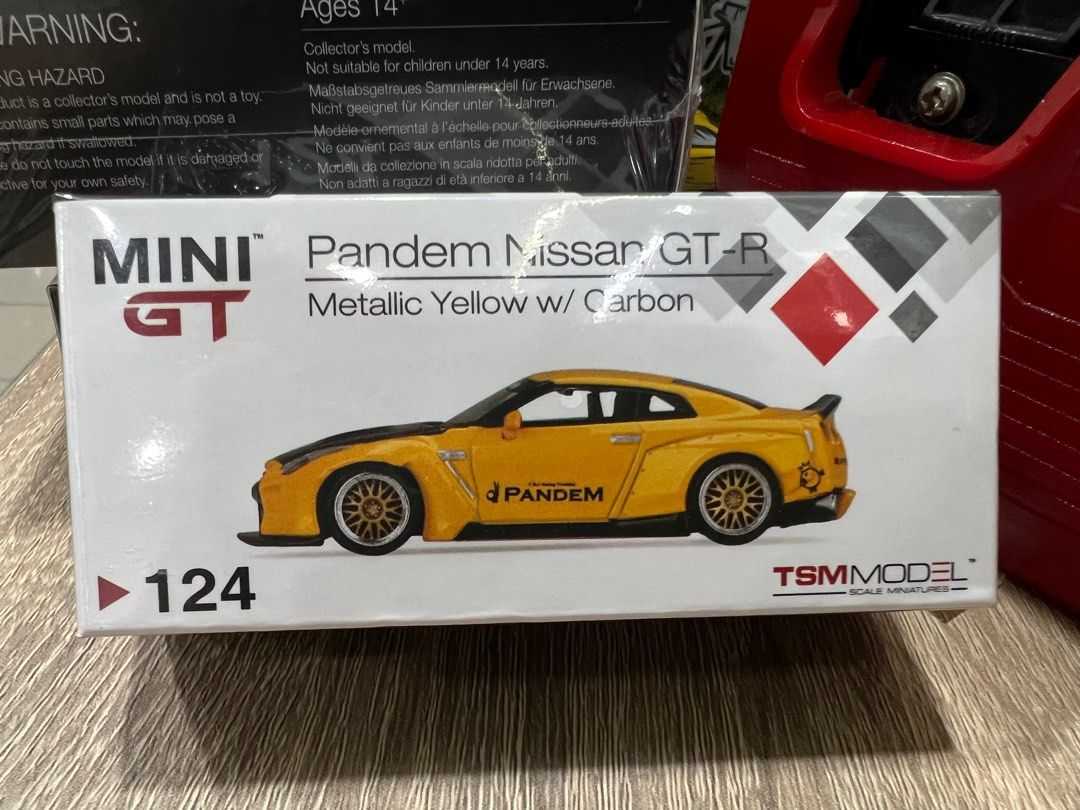 WARNING:
NG HAZARD
duct is a collector's model and is not a toy.
contains small parts which may pose a
g hazard if swallowed.
e do not touch the model if it is damaged or
ctive for your own safety.
Ages 14+
Collector's model.
Not suitable for children under 14 years.
Maßstabsgetreues Sammlermodell für Erwachsene.
Nicht geeignet für Kinder unter 14 Jahren.
Modèle ornemental à l'échelle pour collectionneurs adultes.
Ne convient pas aux enfants de moins de 14 ans.
Modelli da collezione in scala ridotta per adulti.
Non adatti a ragazzi di età inferiore a 14 anni.
MINI™
GT
Pandem Nissan GT-R
Metallic Yellow w/ Carbon
PANDEM
124
TSMMODEL™
SCALE MINIATURES